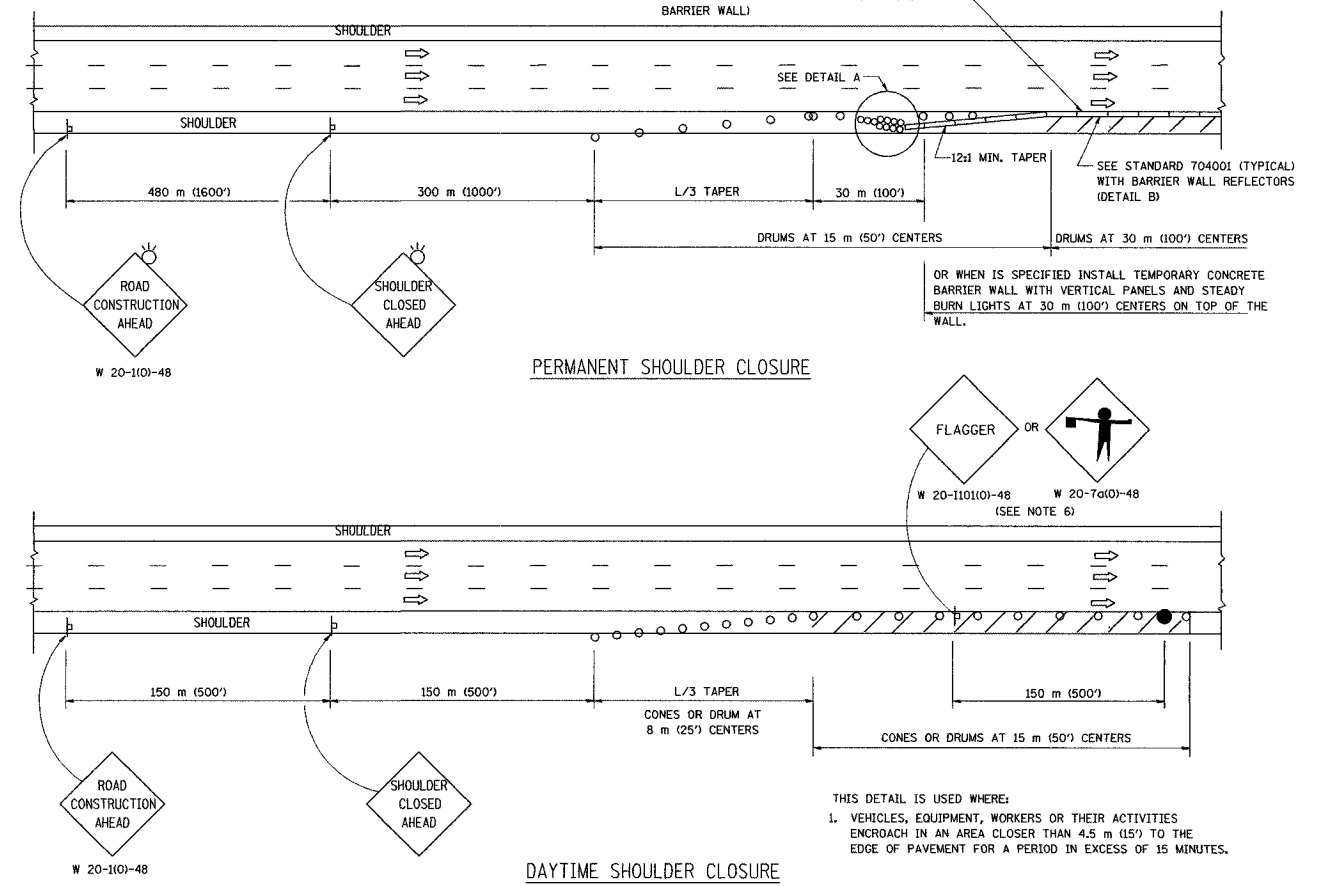 BARRIER WALL)
SHOULDER
SEE DETAIL A
SHOULDER
12:1 MIN. TAPER
SEE STANDARD 704001 (TYPICAL)
WITH BARRIER WALL REFLECTORS
(DETAIL B)
480 m (1600')
300 m (1000')
L/3 TAPER
30 m (100')
DRUMS AT 15 m (50') CENTERS
DRUMS AT 30 m (100') CENTERS
OR WHEN IS SPECIFIED INSTALL TEMPORARY CONCRETE
BARRIER WALL WITH VERTICAL PANELS AND STEADY
BURN LIGHTS AT 30 m (100') CENTERS ON TOP OF THE
WALL.
ROAD
CONSTRUCTION
AHEAD
W 20-1(O)-48
SHOULDER
CLOSED
AHEAD
PERMANENT SHOULDER CLOSURE
FLAGGER
OR
W 20-I101(O)-48
W 20-7a(O)-48
(SEE NOTE 6)
SHOULDER
SHOULDER
150 m (500')
150 m (500')
L/3 TAPER
CONES OR DRUM AT
8 m (25') CENTERS
150 m (500')
CONES OR DRUMS AT 15 m (50') CENTERS
ROAD
CONSTRUCTION
AHEAD
W 20-1(O)-48
SHOULDER
CLOSED
AHEAD
THIS DETAIL IS USED WHERE:
1. VEHICLES, EQUIPMENT, WORKERS OR THEIR ACTIVITIES
ENCROACH IN AN AREA CLOSER THAN 4.5 m (15') TO THE
EDGE OF PAVEMENT FOR A PERIOD IN EXCESS OF 15 MINUTES.
DAYTIME SHOULDER CLOSURE